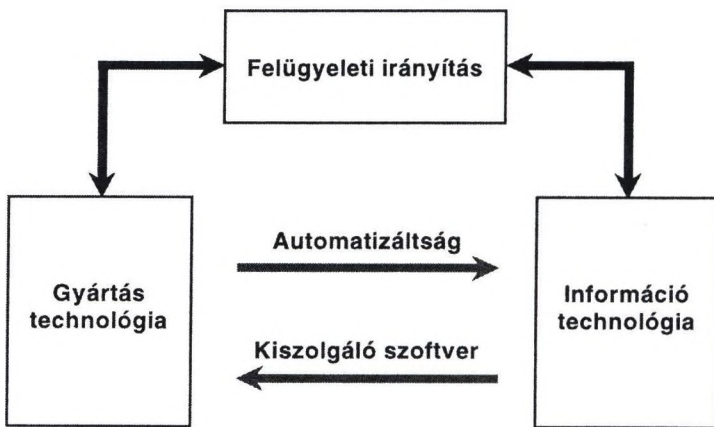 Felügyeleti irányítás
Automatizáltság
Gyártás
technológia
Információ
technológia
Kiszolgáló szoftver